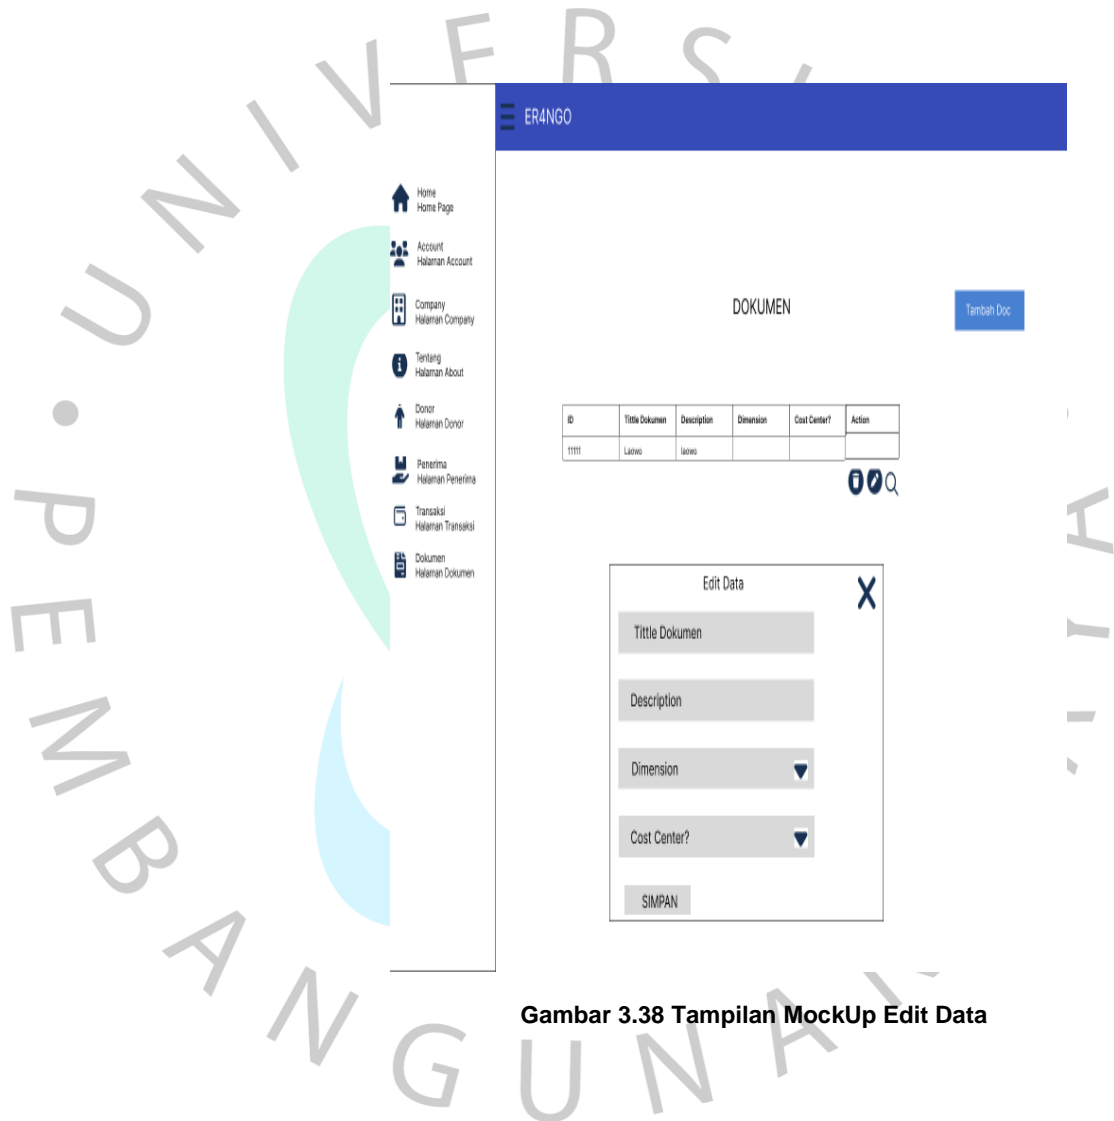 UNIVERSI
U . PEMBANGUNAN
ER4NGO
Home
Home Page
Account
Halaman Account
Company
Halaman Company
Tentang
Halaman About
Donor
Halaman Donor
Penerima
Halaman Penerima
Transaksi
Halaman Transaksi
Dokumen
Halaman Dokumen
DOKUMEN
Tambah Doc
ID Tittle Dokumen Description Dimension Cost Center? Action
11111 Laowo laowo
Edit Data
X
Tittle Dokumen
Description
Dimension
Cost Center?
SIMPAN
Gambar 3.38 Tampilan MockUp Edit Data